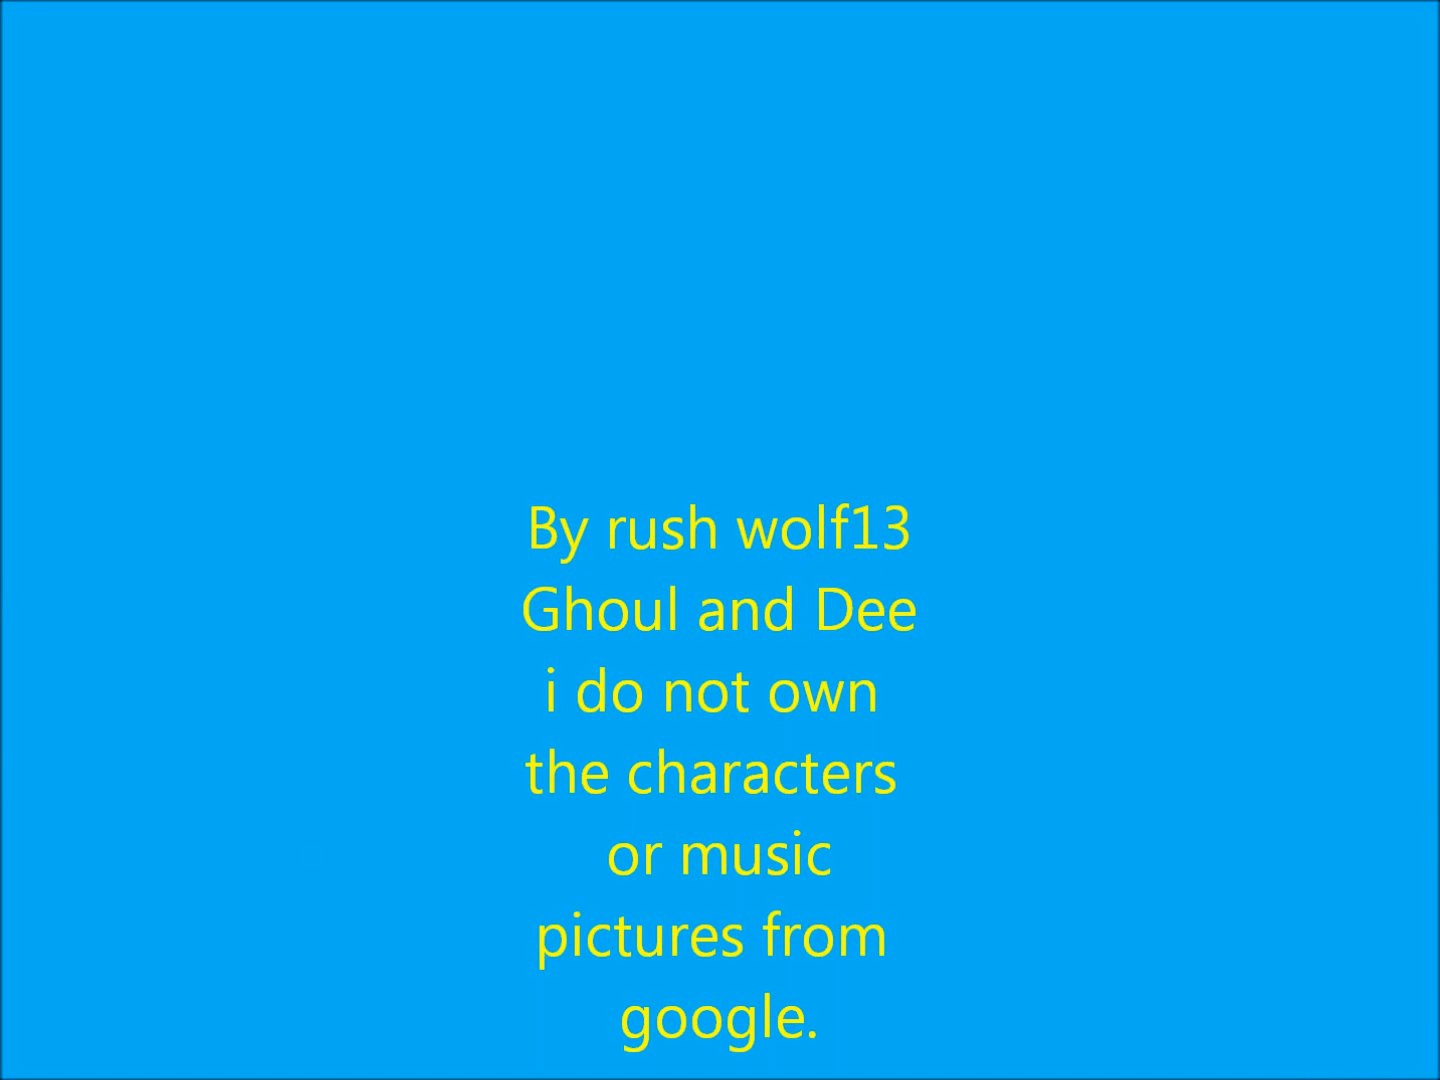 By rush wolf13
Ghoul and Dee
i do not own
the characters
or music
pictures from
google.